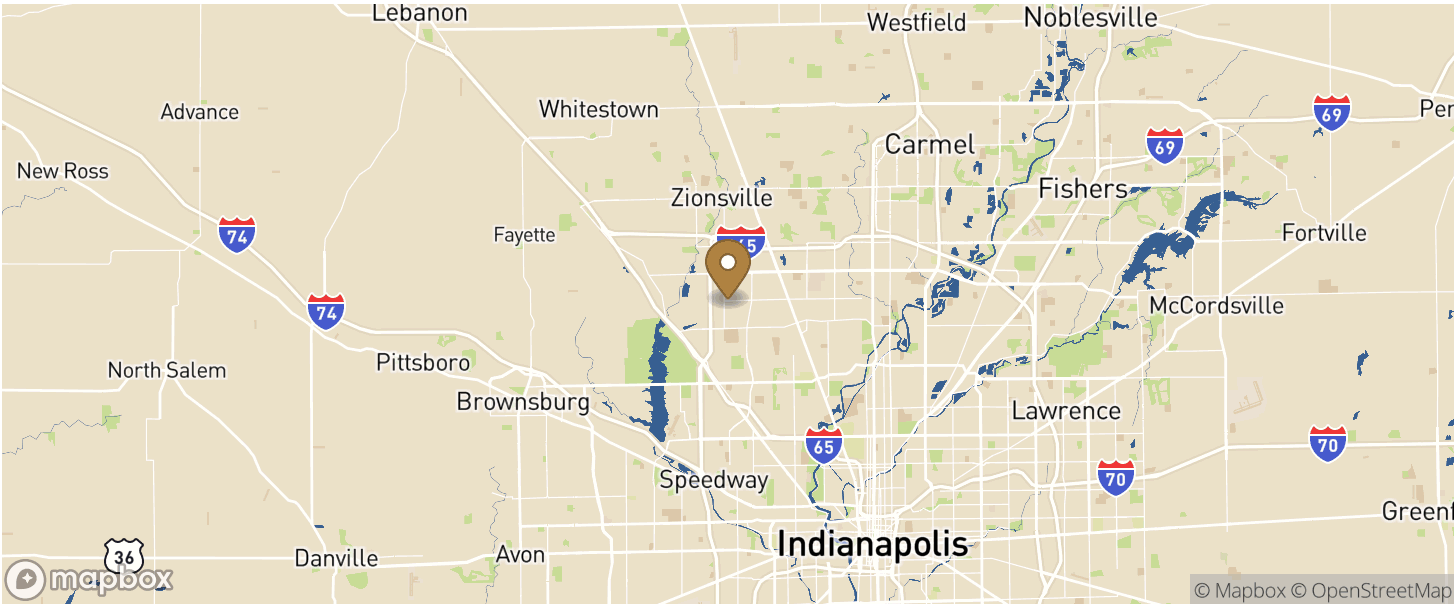 Lebanon
Westfield
Noblesville
Advance
Whitestown
69
Per
Carmel
69
New Ross
Zionsville
Fishers
74
Fayette
65
Fortville
74
McCordsville
North Salem
Pittsboro
Brownsburg
Lawrence
65
70
70
Speedway
Greenf
36
Danville
Avon
Indianapolis
mapbox
© Mapbox © OpenStreetMap